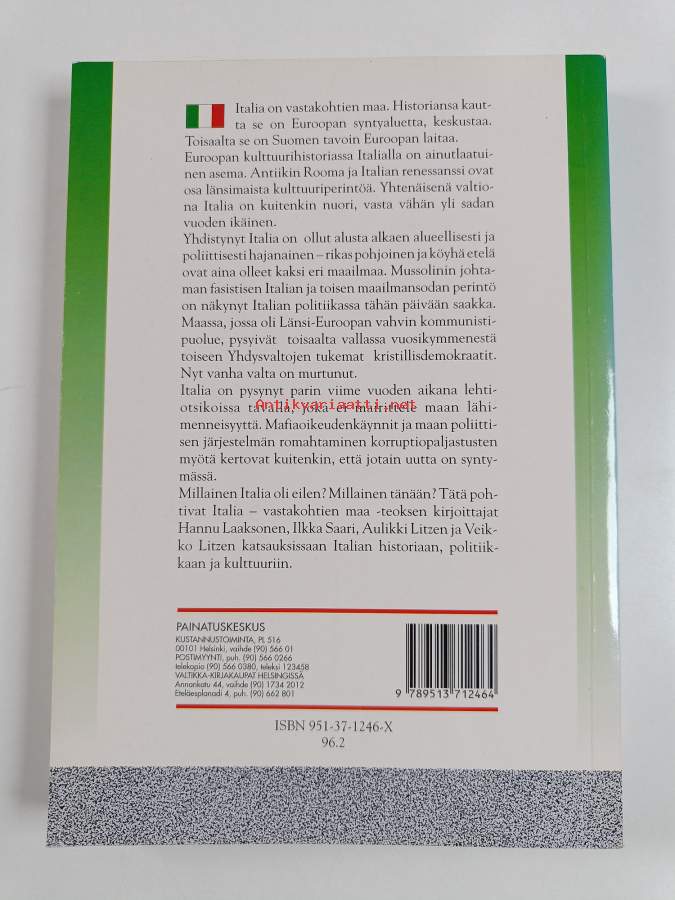 Italia on vastakohtien maa. Historiansa kaut-
ta se on Euroopan syntyaluetta, keskustaa.
Toisaalta se on Suomen tavoin Euroopan laitaa.
Euroopan kulttuurihistoriassa Italialla on ainutlaatui-
nen asema. Antiikin Rooma ja Italian renessanssi ovat
osa länsimaista kulttuuriperintöä. Yhtenäisenä valtio-
na Italia on kuitenkin nuori, vasta vähän yli sadan
vuoden ikäinen.
Yhdistynyt Italia on ollut alusta alkaen alueellisesti ja
poliittisesti hajanainen – rikas pohjoinen ja köyhä etelä
ovat aina olleet kaksi eri maailmaa. Mussolinin johta-
man fasistisen Italian ja toisen maailmansodan perintö
on näkynyt Italian politiikassa tähän päivään saakka.
Maassa, jossa oli Länsi-Euroopan vahvin kommunisti-
puolue, pysyivät toisaalta vallassa vuosikymmenestä
toiseen Yhdysvaltojen tukemat kristillisdemokraatit.
Nyt vanha valta on murtunut.
Italia on pysynyt parin viime vuoden aikana lehti-
Antikvariaatti.net
otsikoissa tavalla, joka ei mairittele maan lähi-
menneisyyttä. Mafiaoikeudenkäynnit ja maan poliitti-
sen järjestelmän romahtaminen korruptiopaljastusten
myötä kertovat kuitenkin, että jotain uutta on synty-
mässä.
Millainen Italia oli eilen? Millainen tänään? Tätä poh-
tivat Italia – vastakohtien maa -teoksen kirjoittajat
Hannu Laaksonen, Ilkka Saari, Aulikki Litzen ja Veik-
ko Litzen katsauksissaan Italian historiaan, politiik-
kaan ja kulttuuriin.
PAINATUSKESKUS
KUSTANNUSTOIMINTA, PL 516
00101 Helsinki, vaihde (90) 566 01
POSTIMYYNTI, puh. (90) 566 0266
telekopio (90) 566 0380, teleksi 123458
VALTIKKA-KIRJAKAUPAT HELSINGISSÄ
Annankatu 44, vaihde (90) 1734 2012
Eteläesplanadi 4, puh. (90) 662 801
9 789513 712464
ISBN 951-37-1246-X
96.2